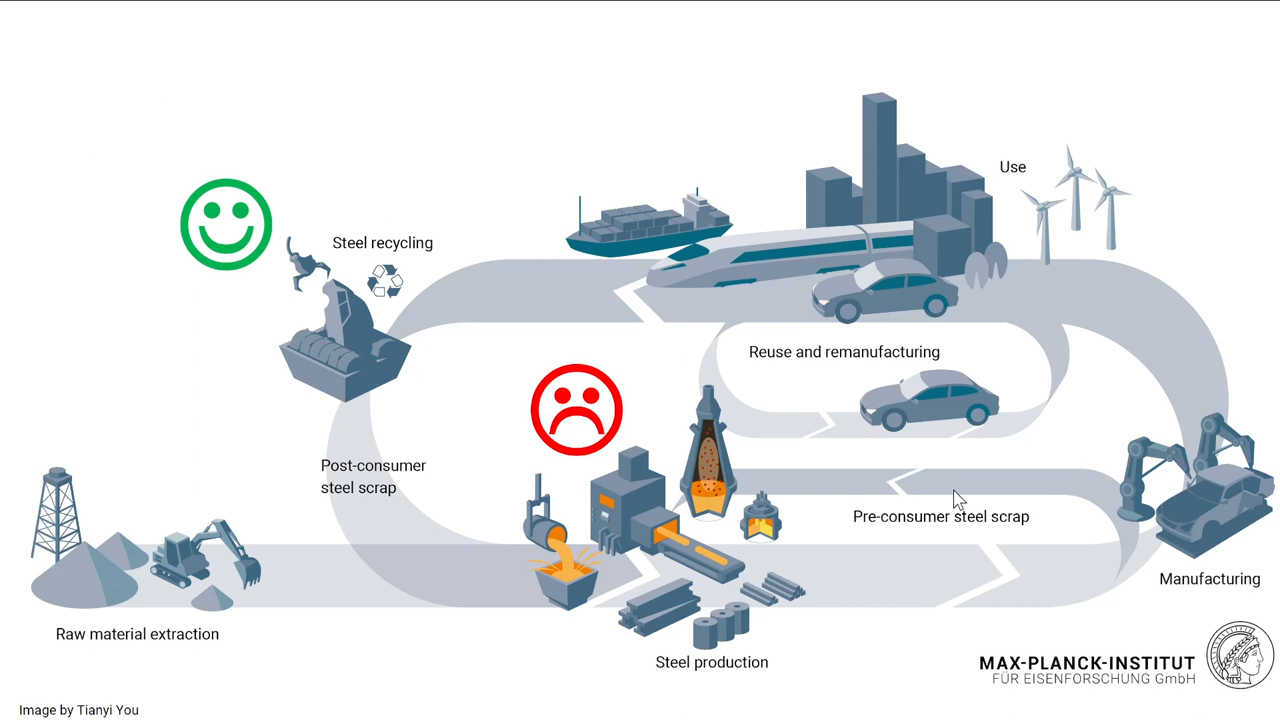 Use
Steel recycling
Reuse and remanufacturing
Post-consumer
steel scrap
Pre-consumer steel scrap
Manufacturing
Raw material extraction
Steel production
MAX-PLANCK-INSTITUT
FÜR EISENFORSCHUNG GmbH
Image by Tianyi You